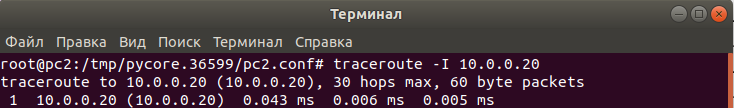 Терминал
Файл Правка Вид Поиск Терминал Справка
root@pc2:/tmp/pycore.36599/pc2.conf# traceroute -I 10.0.0.20
traceroute to 10.0.0.20 (10.0.0.20), 30 hops max, 60 byte packets
1 10.0.0.20 (10.0.0.20) 0.043 ms 0.006 ms 0.005 ms